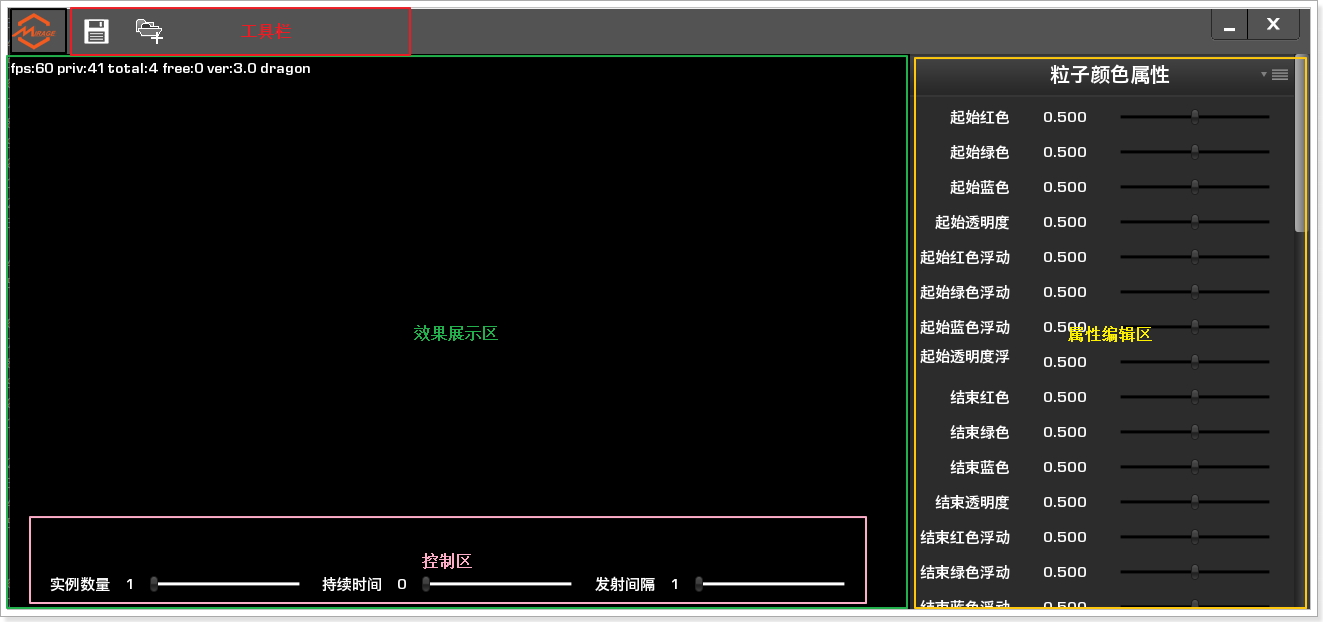 MIRAGE
工具栏
X
fps:60 priv:41 total:4 free:0 ver:3.0 dragon
效果展示区
控制区
实例数量 1 持续时间 0 发射间隔 1
粒子颜色属性
起始红色 0.500
起始绿色 0.500
起始蓝色 0.500
起始透明度 0.500
起始红色浮动 0.500
起始绿色浮动 0.500
起始蓝色浮动 0.500
属性编辑区
起始透明度浮 0.500
结束红色 0.500
结束绿色 0.500
结束蓝色 0.500
结束透明度 0.500
结束红色浮动 0.500
结束绿色浮动 0.500
结束蓝色浮动 0.500